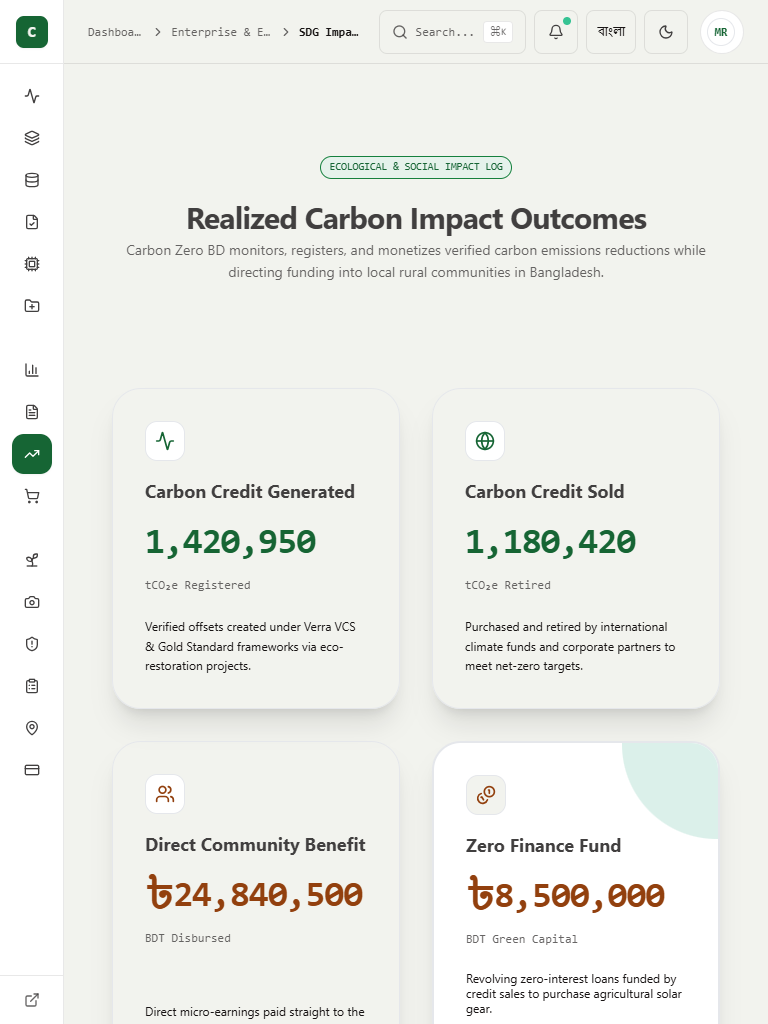 C
Dashboa…
Enterprise & E…
SDG Impa…
Search...
⌘K
বাংলা
MR
ECOLOGICAL & SOCIAL IMPACT LOG
Realized Carbon Impact Outcomes
Carbon Zero BD monitors, registers, and monetizes verified carbon emissions reductions while
directing funding into local rural communities in Bangladesh.
Carbon Credit Generated
1,420,950
tCO₂e Registered
Verified offsets created under Verra VCS
& Gold Standard frameworks via eco-
restoration projects.
Carbon Credit Sold
1,180,420
tCO₂e Retired
Purchased and retired by international
climate funds and corporate partners to
meet net-zero targets.
Direct Community Benefit
৳24,840,500
BDT Disbursed
Direct micro-earnings paid straight to the
Zero Finance Fund
৳8,500,000
BDT Green Capital
Revolving zero-interest loans funded by
credit sales to purchase agricultural solar
gear.